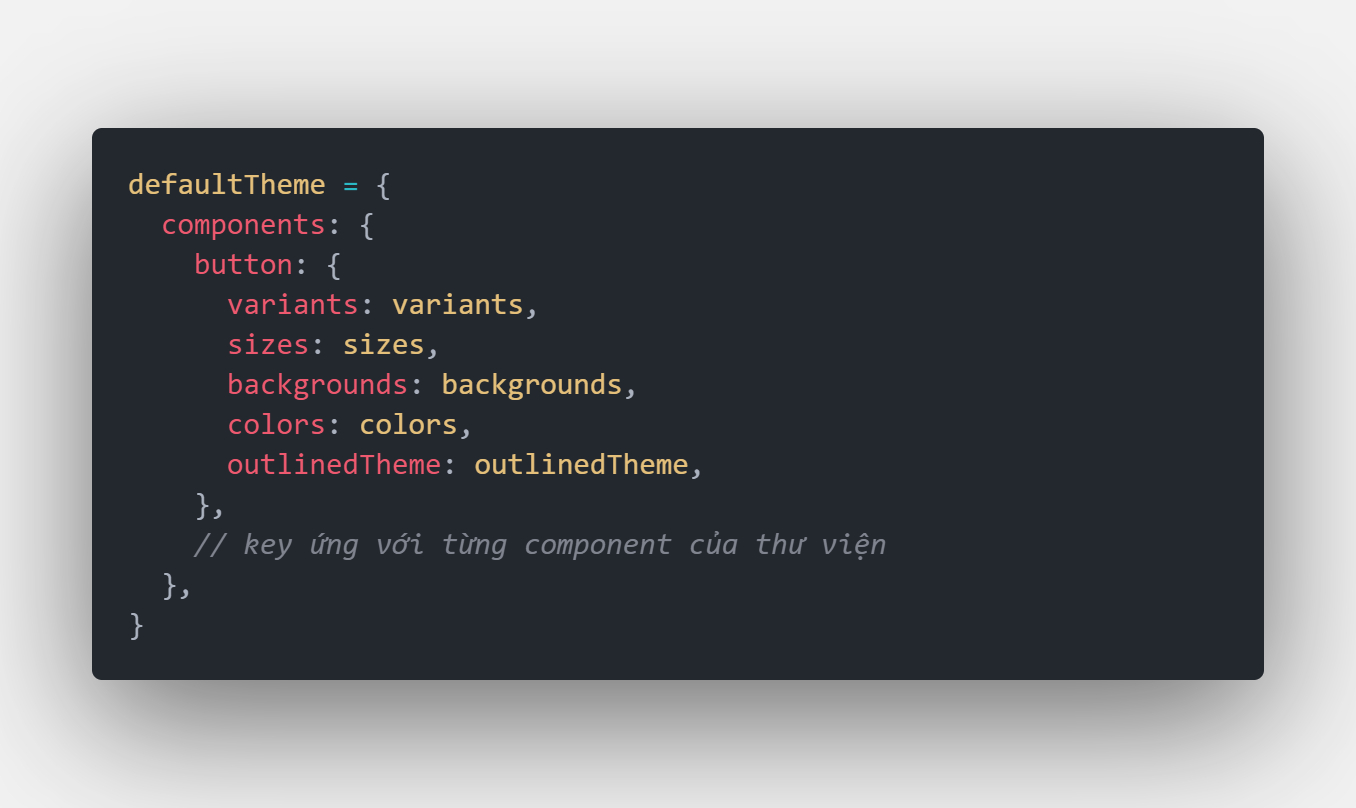 defaultTheme = {
  components: {
    button: {
      variants: variants,
      sizes: sizes,
      backgrounds: backgrounds,
      colors: colors,
      outlinedTheme: outlinedTheme,
    },
    // key ứng với từng component của thư viện
  },
}